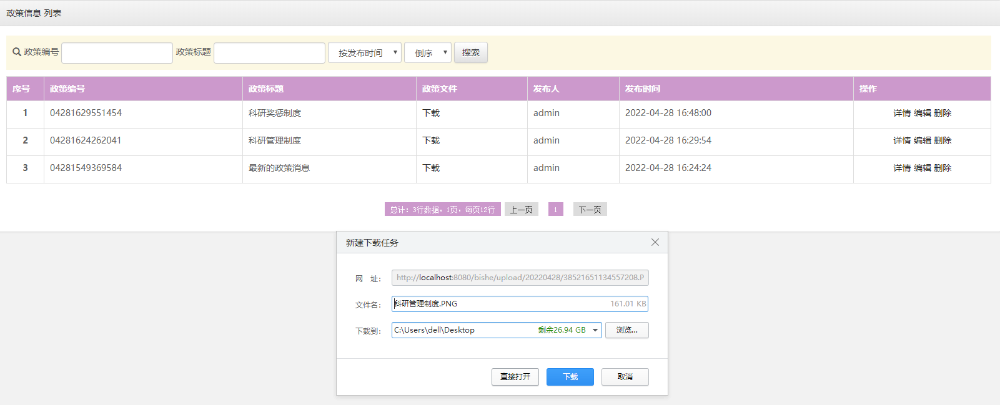 政策信息 列表
政策编号 政策标题 按发布时间 倒序 搜索
序号 政策编号 政策标题 政策文件 发布人 发布时间 操作
1 04281629551454 科研奖惩制度 下载 admin 2022-04-28 16:48:00 详情 编辑 删除
2 04281624262041 科研管理制度 下载 admin 2022-04-28 16:29:54 详情 编辑 删除
3 04281549369584 最新的政策消息 下载 admin 2022-04-28 16:24:24 详情 编辑 删除
总计：3行数据，1页，每页12行 上一页 1 下一页
新建下载任务
网 址： http://localhost:8080/bishe/upload/20220428/38521651134557208.P
文件名： 科研管理制度.PNG 161.01 KB
下载到： C:\Users\dell\Desktop 剩余26.94 GB 浏览...
直接打开 下载 取消